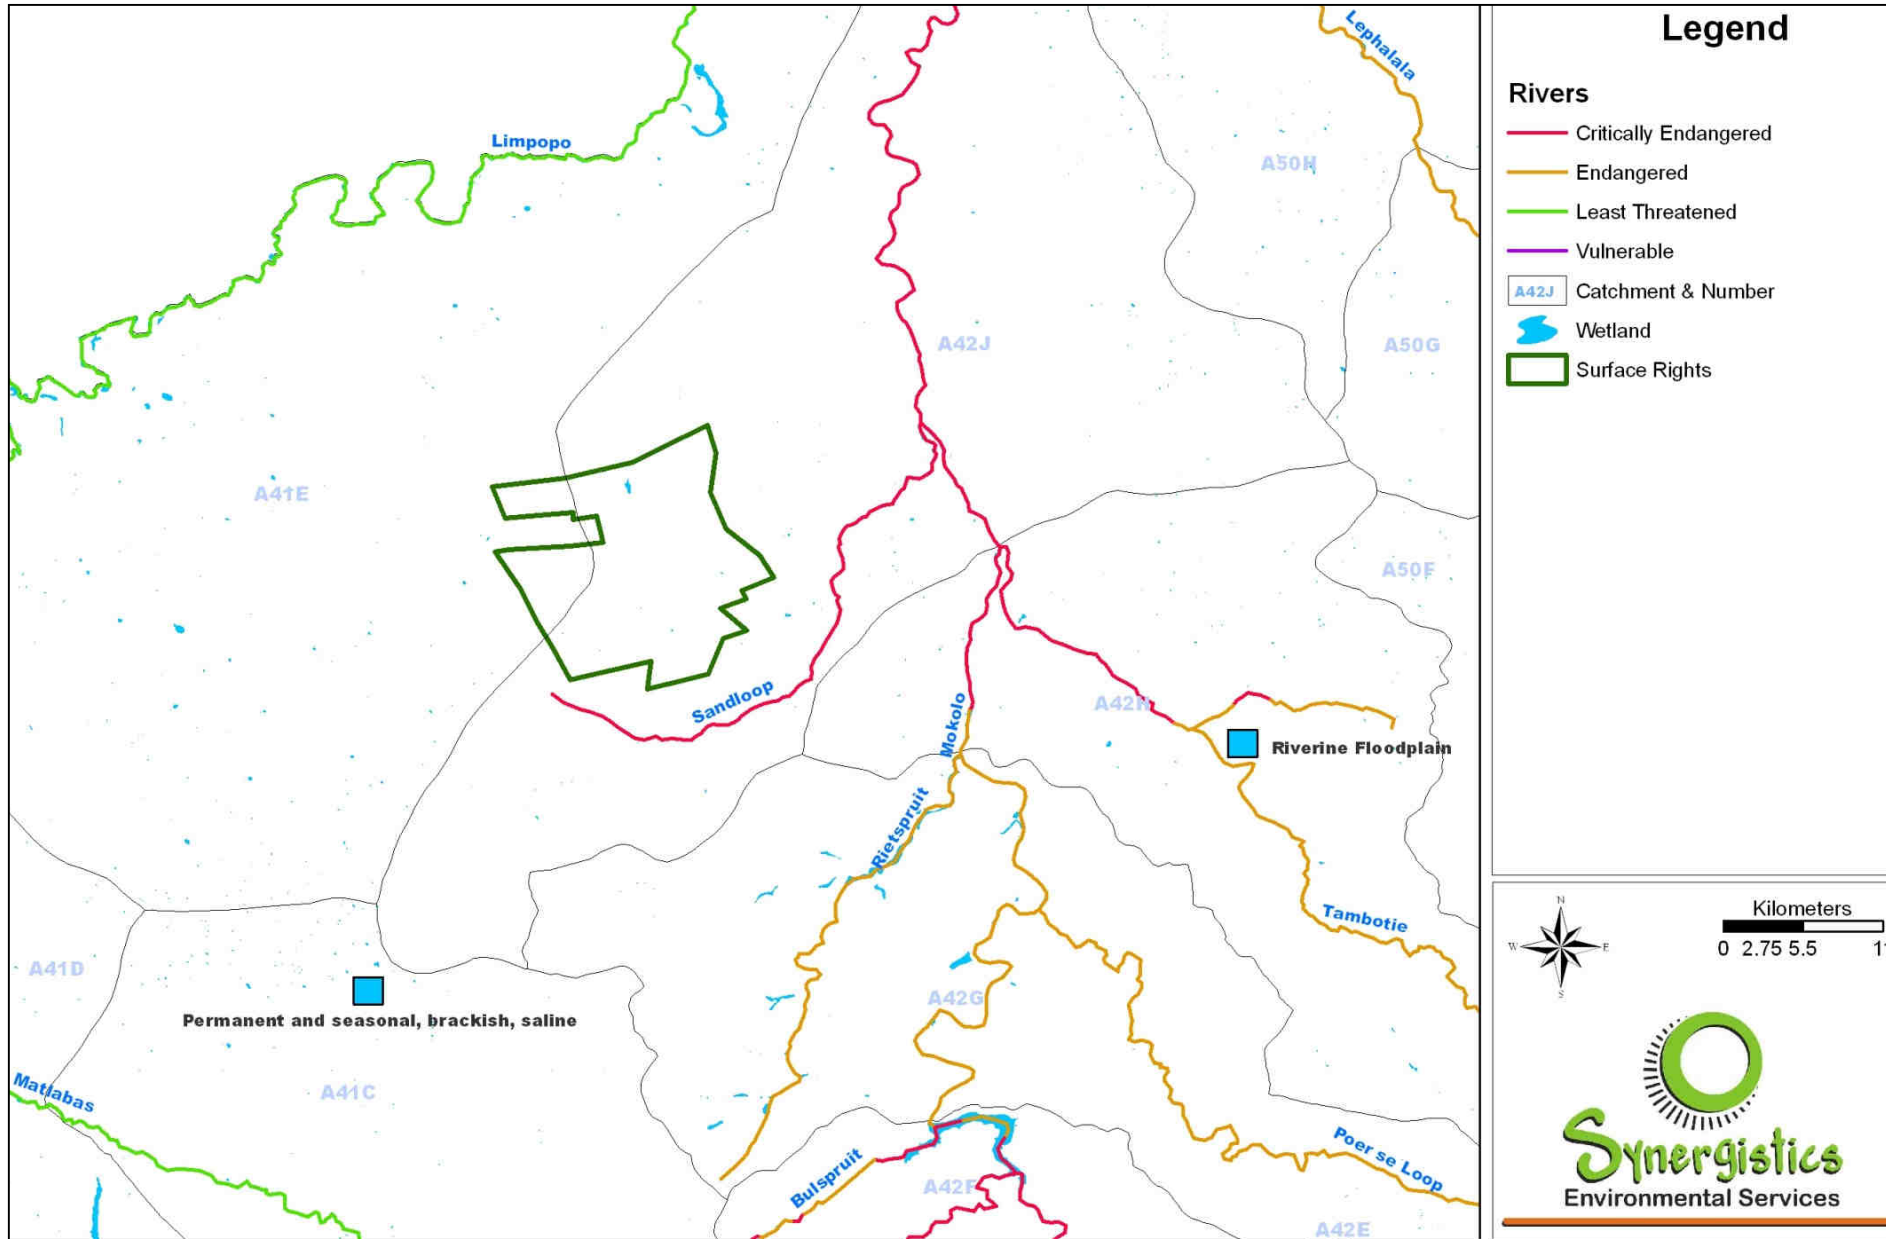 Limpopo
Lephalala
A50H
A42J
A50G
A41E
A50F
Sandloop
Mokolo
A42H
Riverine Floodplain
Rietspruit
Tambotie
A41D
A42G
Permanent and seasonal, brackish, saline
Matlabas
A41C
Bulspruit
A42F
Poer se Loop
A42E
Legend
Rivers
Critically Endangered
Endangered
Least Threatened
Vulnerable
A42J Catchment & Number
Wetland
Surface Rights
N
W E
S
Kilometers
0 2.75 5.5
Synergistics
Environmental Services